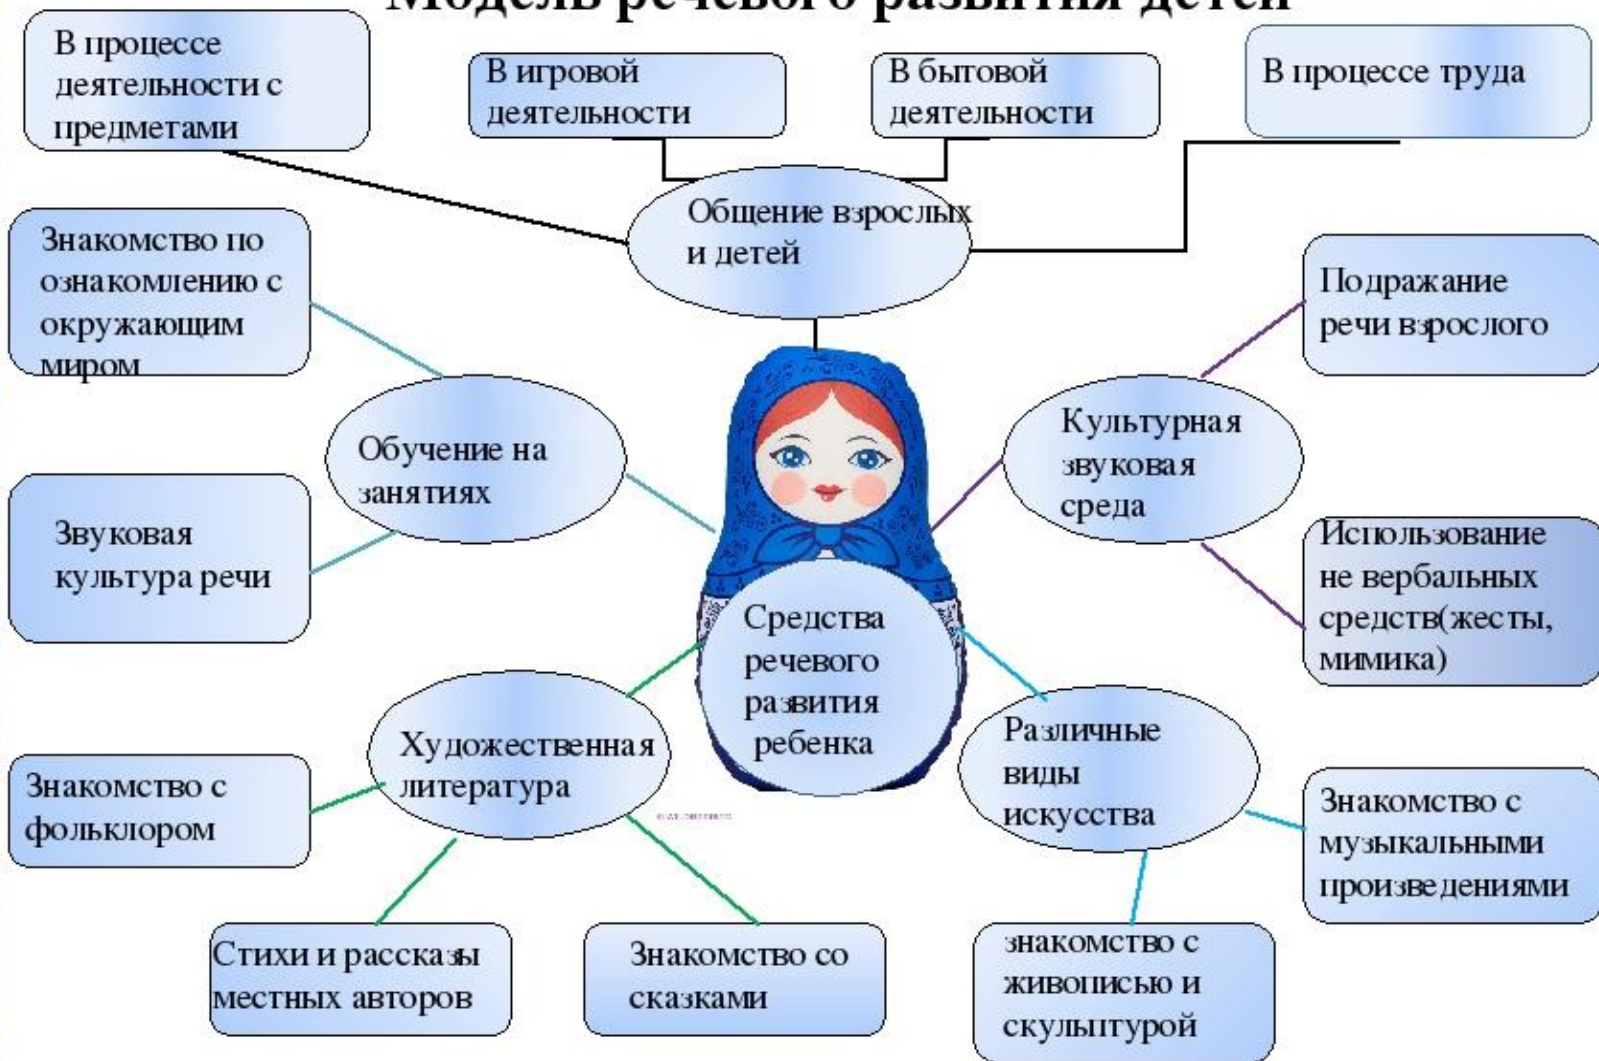 Модель речевого развития детей
В процессе
деятельности с
предметами
В игровой
деятельности
В бытовой
деятельности
В процессе труда
Общение взрослых
и детей
Знакомство по
ознакомлению с
окружающим
миром
Подражание
речи взрослого
Обучение на
занятиях
Культурная
звуковая
среда
Звуковая
культура речи
Использование
не вербальных
средств(жесты,
мимика)
Средства
речевого
развития
ребенка
Художественная
литература
Различные
виды
искусства
Знакомство с
фольклором
Знакомство с
музыкальными
произведениями
Стихи и рассказы
местных авторов
Знакомство со
сказками
знакомство с
живописью и
скульптурой